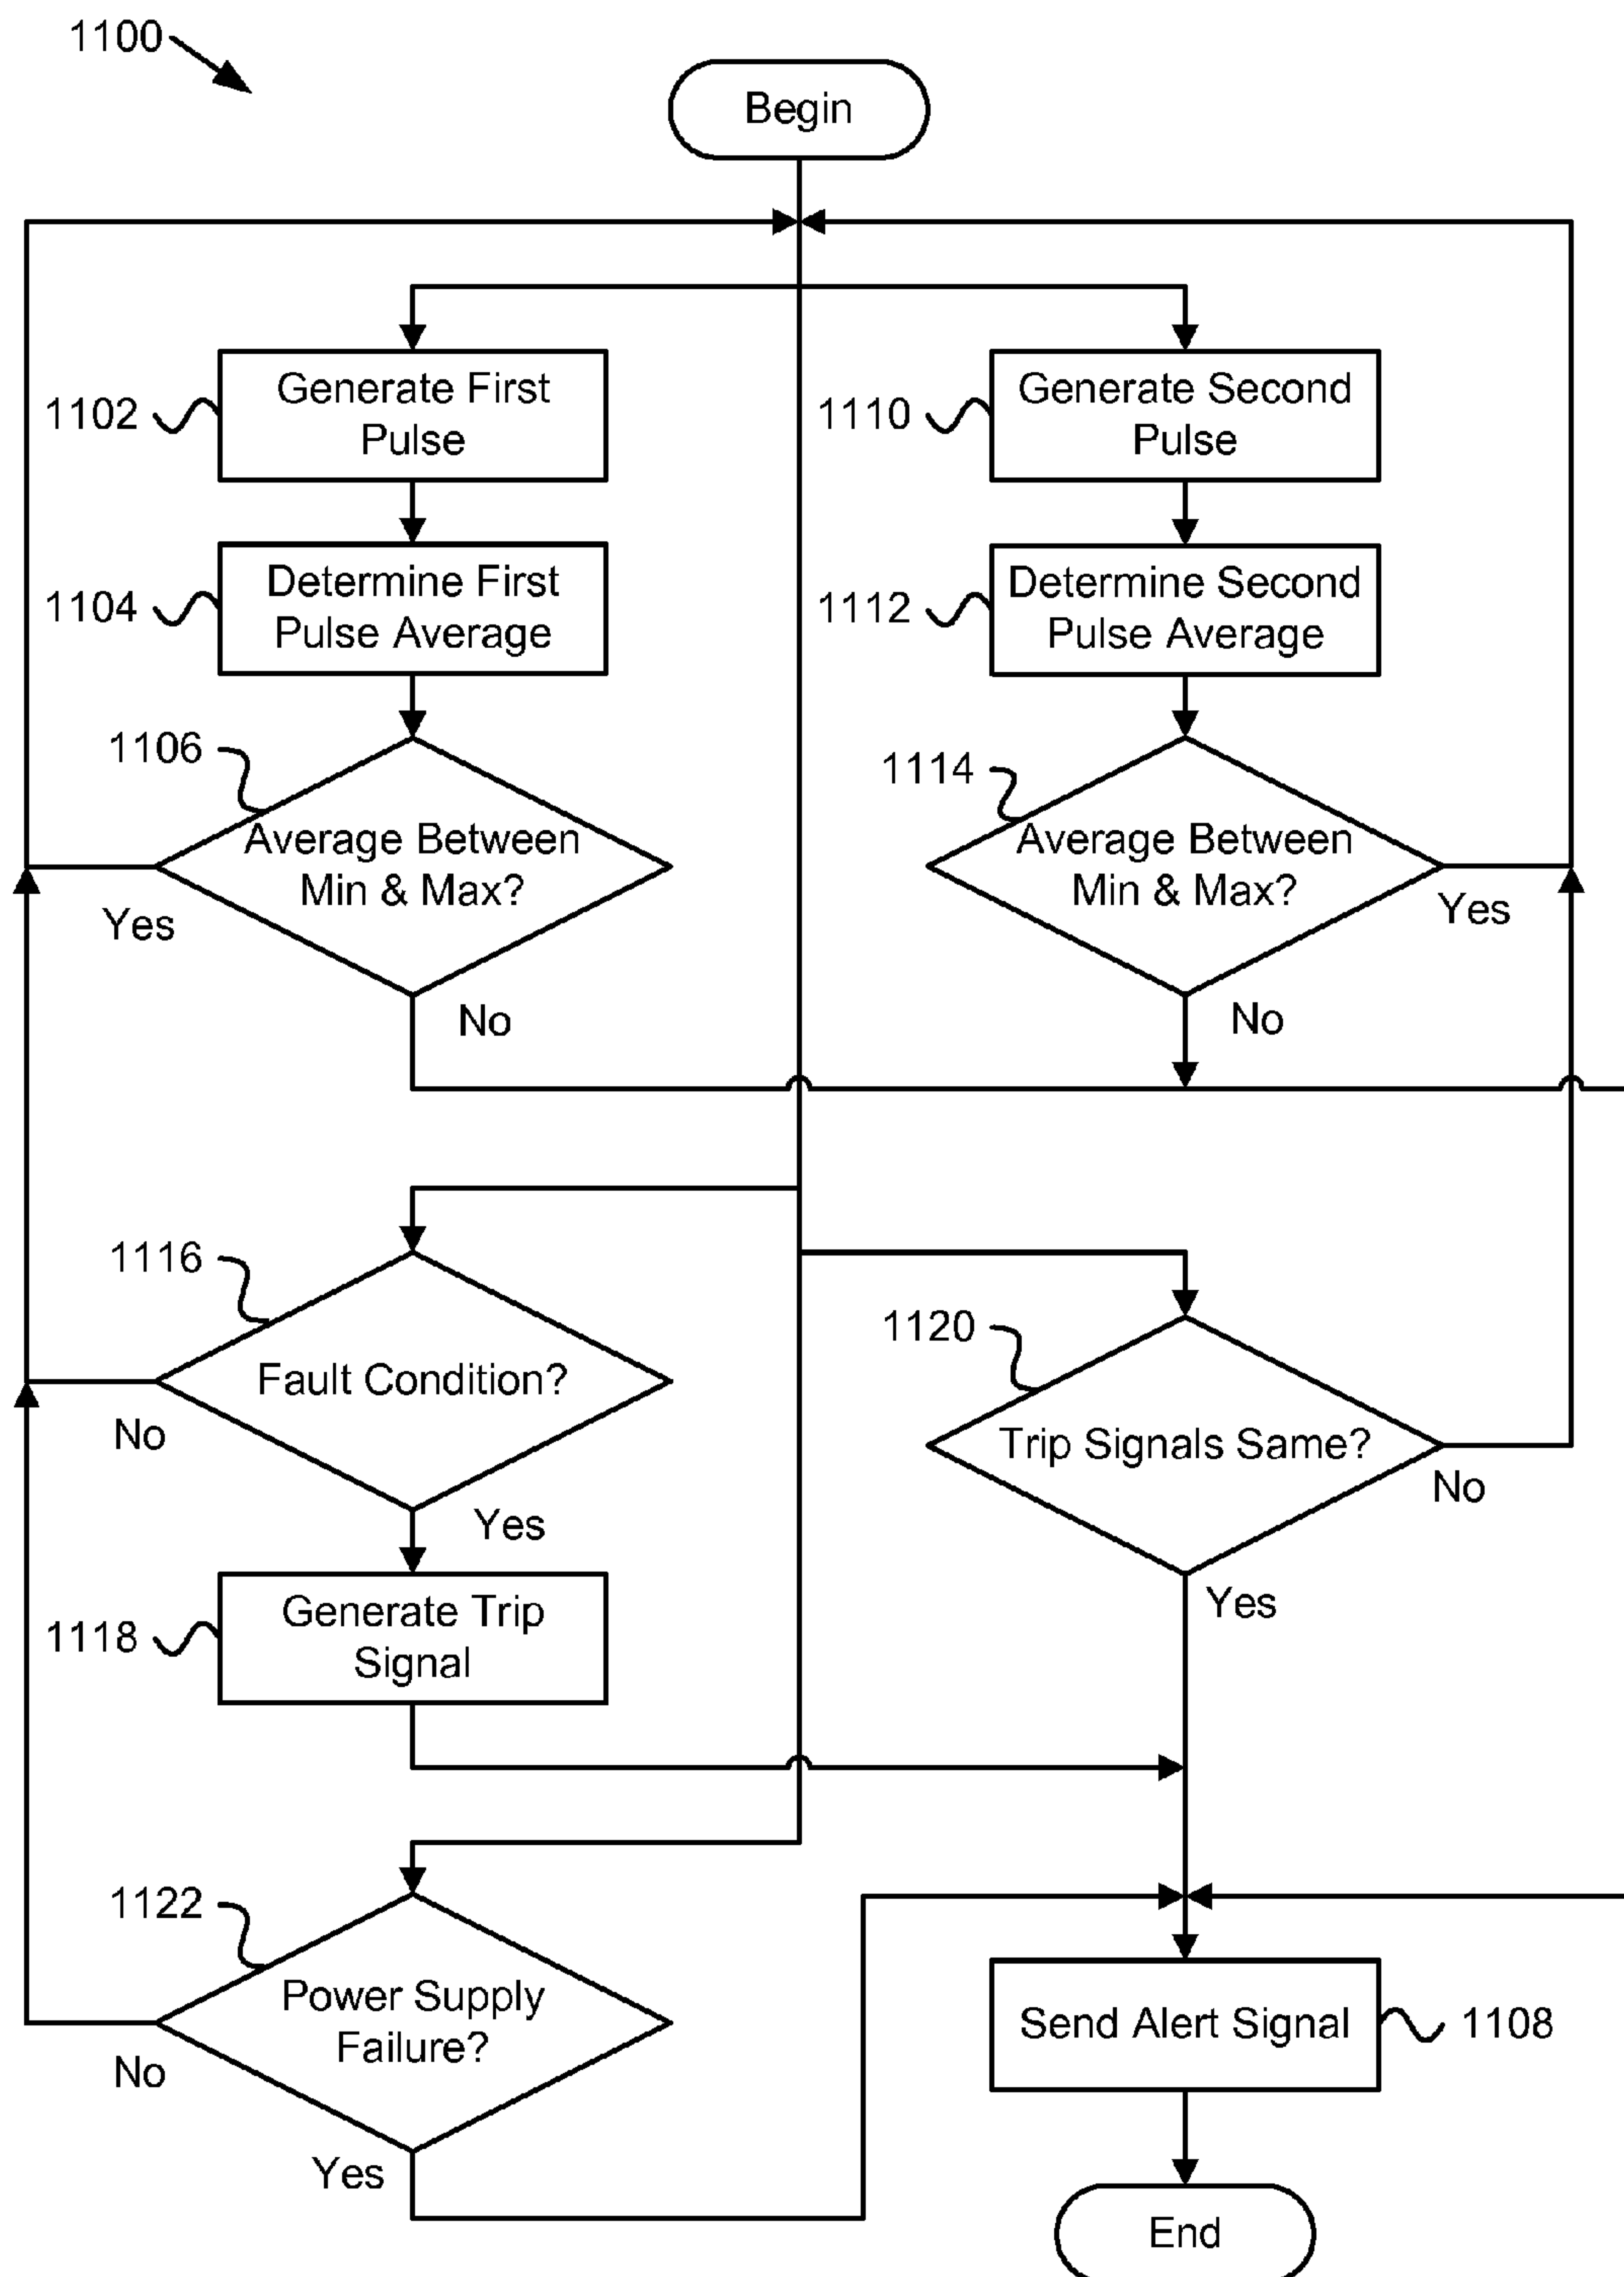 1100
Begin
1102
Generate First
Pulse
1110
Generate Second
Pulse
1104
Determine First
Pulse Average
1112
Determine Second
Pulse Average
1106
Average Between
Min & Max?
Yes
No
1114
Average Between
Min & Max?
Yes
No
1116
Fault Condition?
No
Yes
1120
Trip Signals Same?
No
Yes
1118
Generate Trip
Signal
1122
Power Supply
Failure?
No
Yes
Send Alert Signal
1108
End